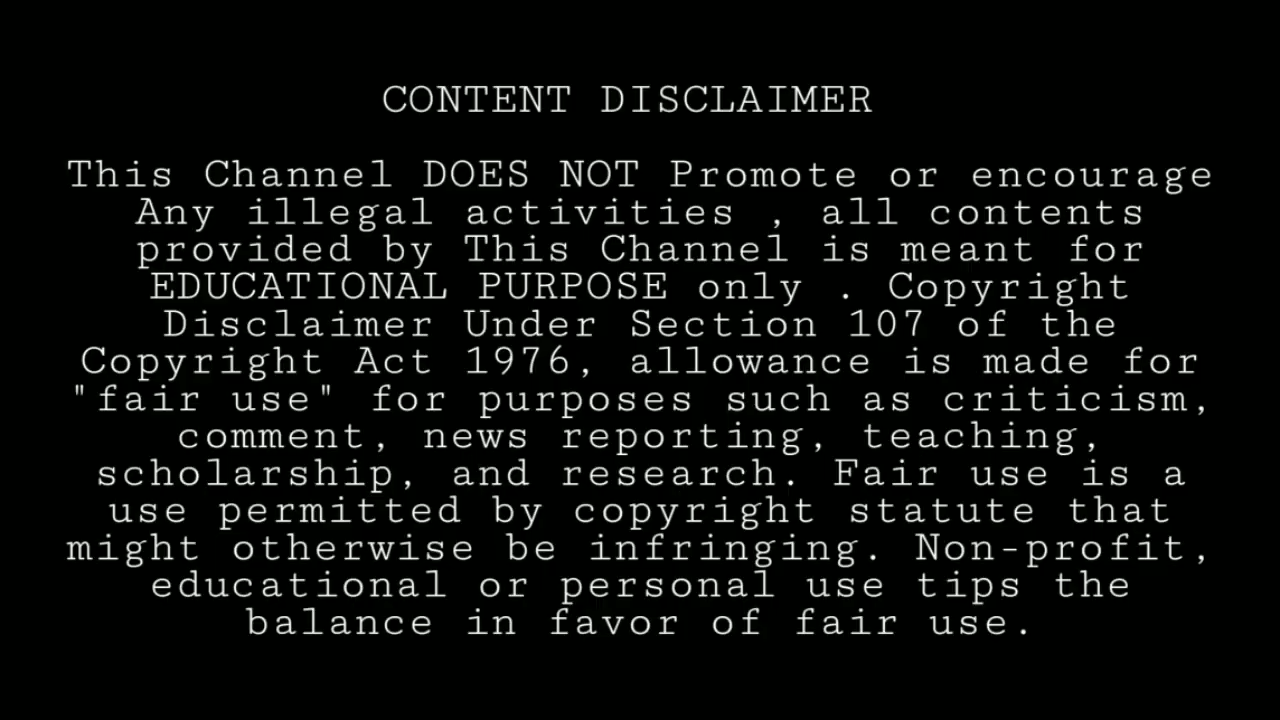 CONTENT DISCLAIMER
This Channel DOES NOT Promote or encourage
Any illegal activities , all contents
provided by This Channel is meant for
EDUCATIONAL PURPOSE only . Copyright
Disclaimer Under Section 107 of the
Copyright Act 1976, allowance is made for
"fair use" for purposes such as criticism,
comment, news reporting, teaching,
scholarship, and research. Fair use is a
use permitted by copyright statute that
might otherwise be infringing. Non-profit,
educational or personal use tips the
balance in favor of fair use.